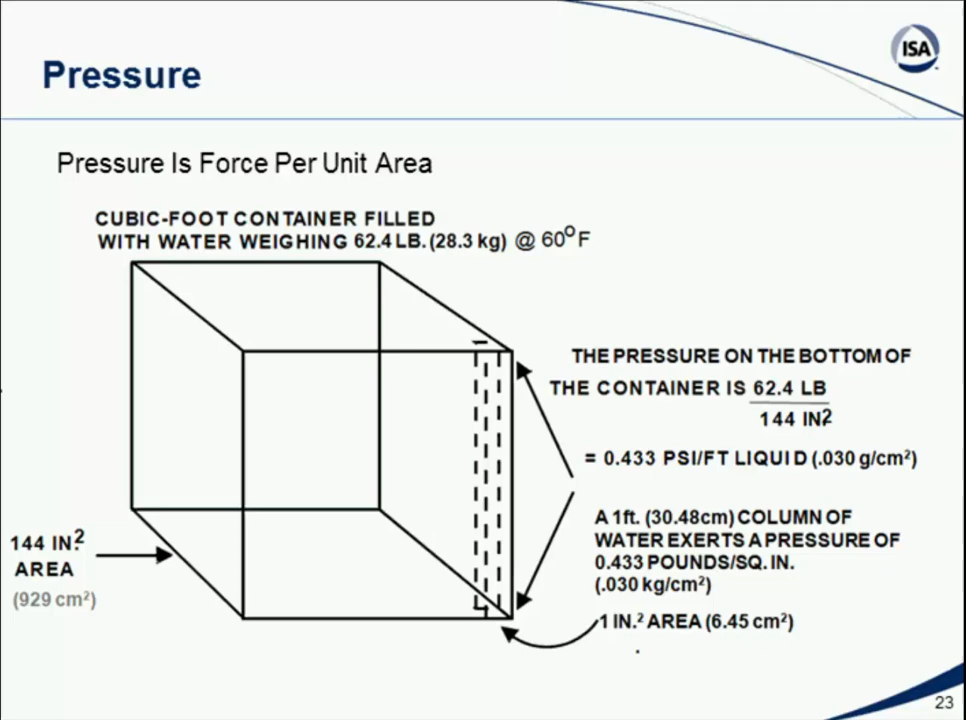 ISA
Pressure
Pressure Is Force Per Unit Area
CUBIC-FOOT CONTAINER FILLED
WITH WATER WEIGHING 62.4 LB. (28.3 kg) @ 60°F
THE PRESSURE ON THE BOTTOM OF
THE CONTAINER IS 62.4 LB
144 IN²
= 0.433 PSI/FT LIQUID (.030 g/cm²)
A 1ft. (30.48cm) COLUMN OF
WATER EXERTS A PRESSURE OF
0.433 POUNDS/SQ. IN.
(.030 kg/cm²)
1 IN.² AREA (6.45 cm²)
144 IN.²
AREA
(929 cm²)
23